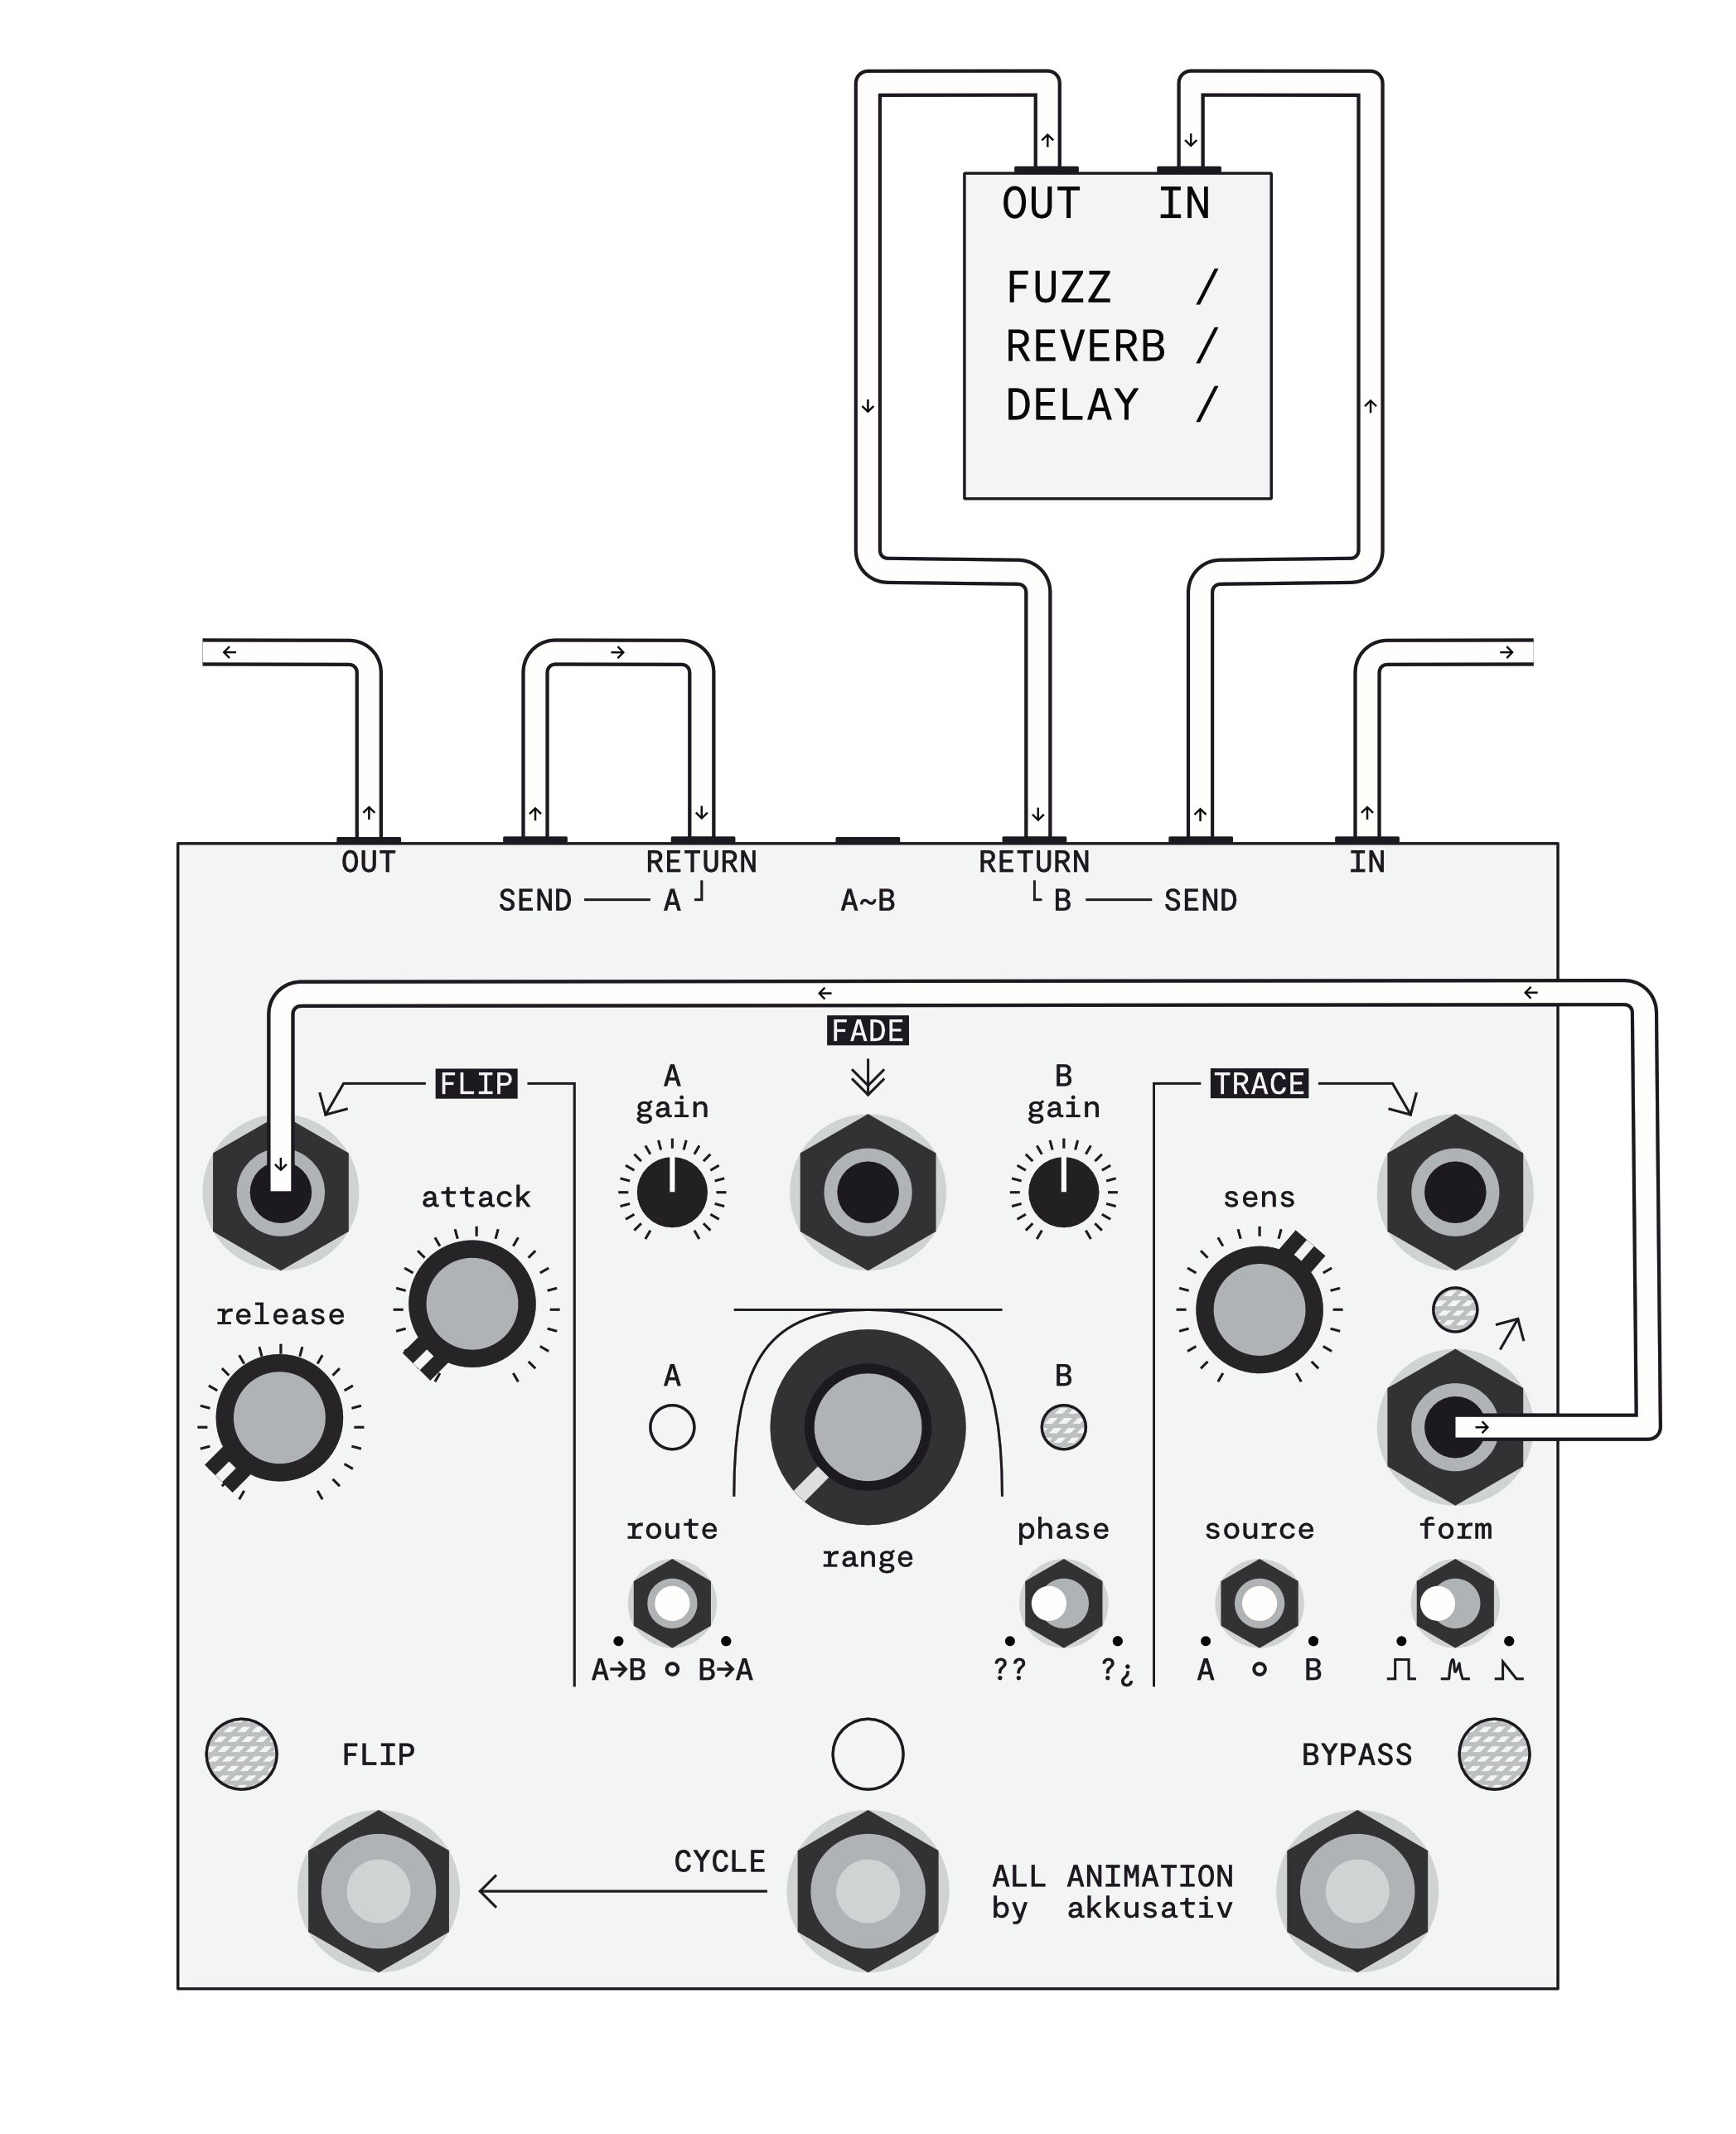 OUT IN
FUZZ /
REVERB /
DELAY /
OUT RETURN RETURN IN
SEND A A~B B SEND
FADE
FLIP A gain B gain TRACE
attack sens
release
A B
route range phase source form
A→B B→A ?? ?¿ A B
FLIP BYPASS
CYCLE
ALL ANIMATION
by akkusativ